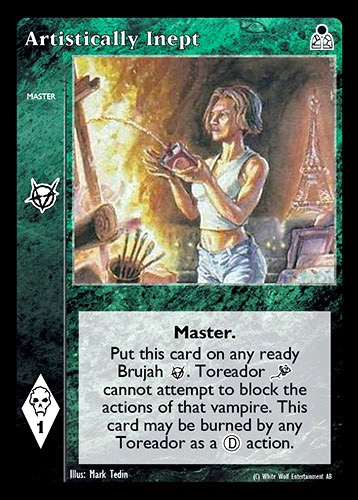 Artistically Inept
MASTER
Master.
Put this card on any ready
Brujah. Toreador
cannot attempt to block the
actions of that vampire. This
card may be burned by any
Toreador as a D action.
1
Illus: Mark Tedin
(C) White Wolf Entertainment AB